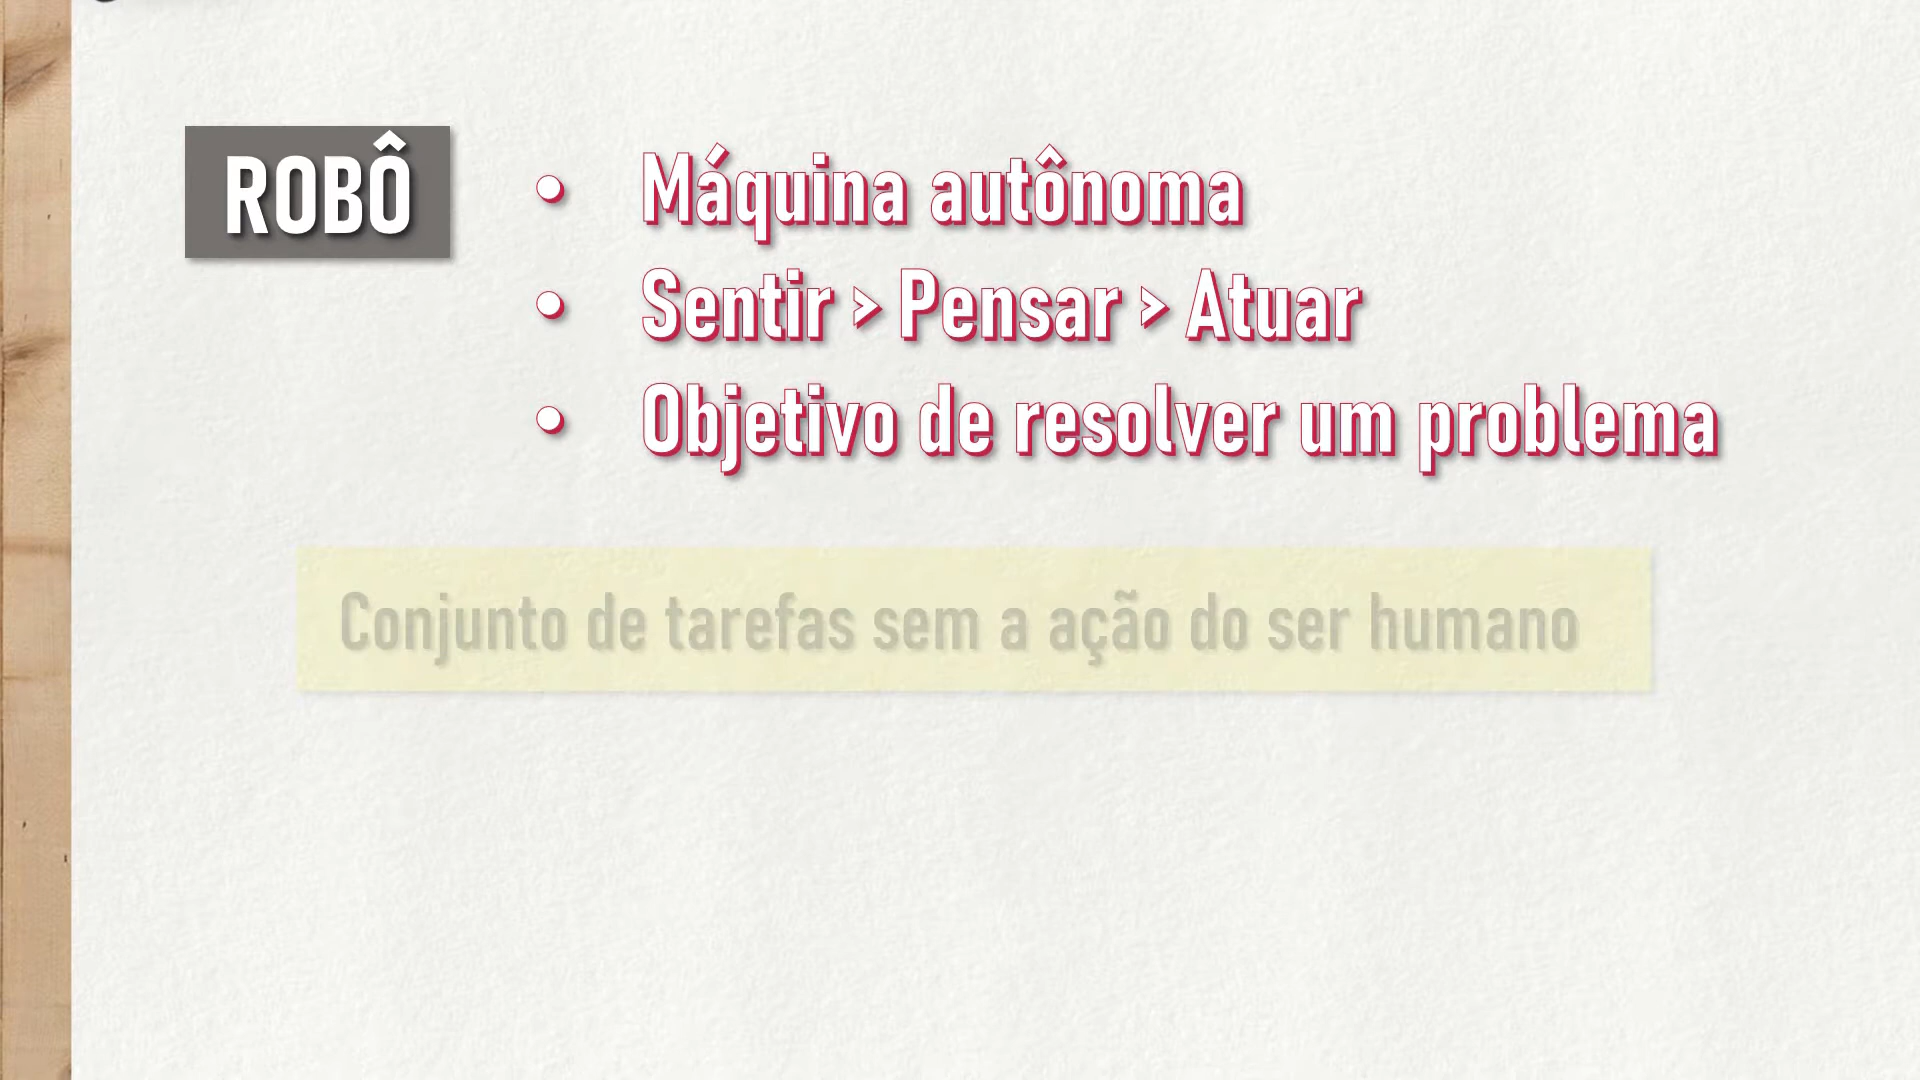 ROBÔ
• Máquina autônoma
• Sentir > Pensar > Atuar
• Objetivo de resolver um problema
Conjunto de tarefas sem a ação do ser humano